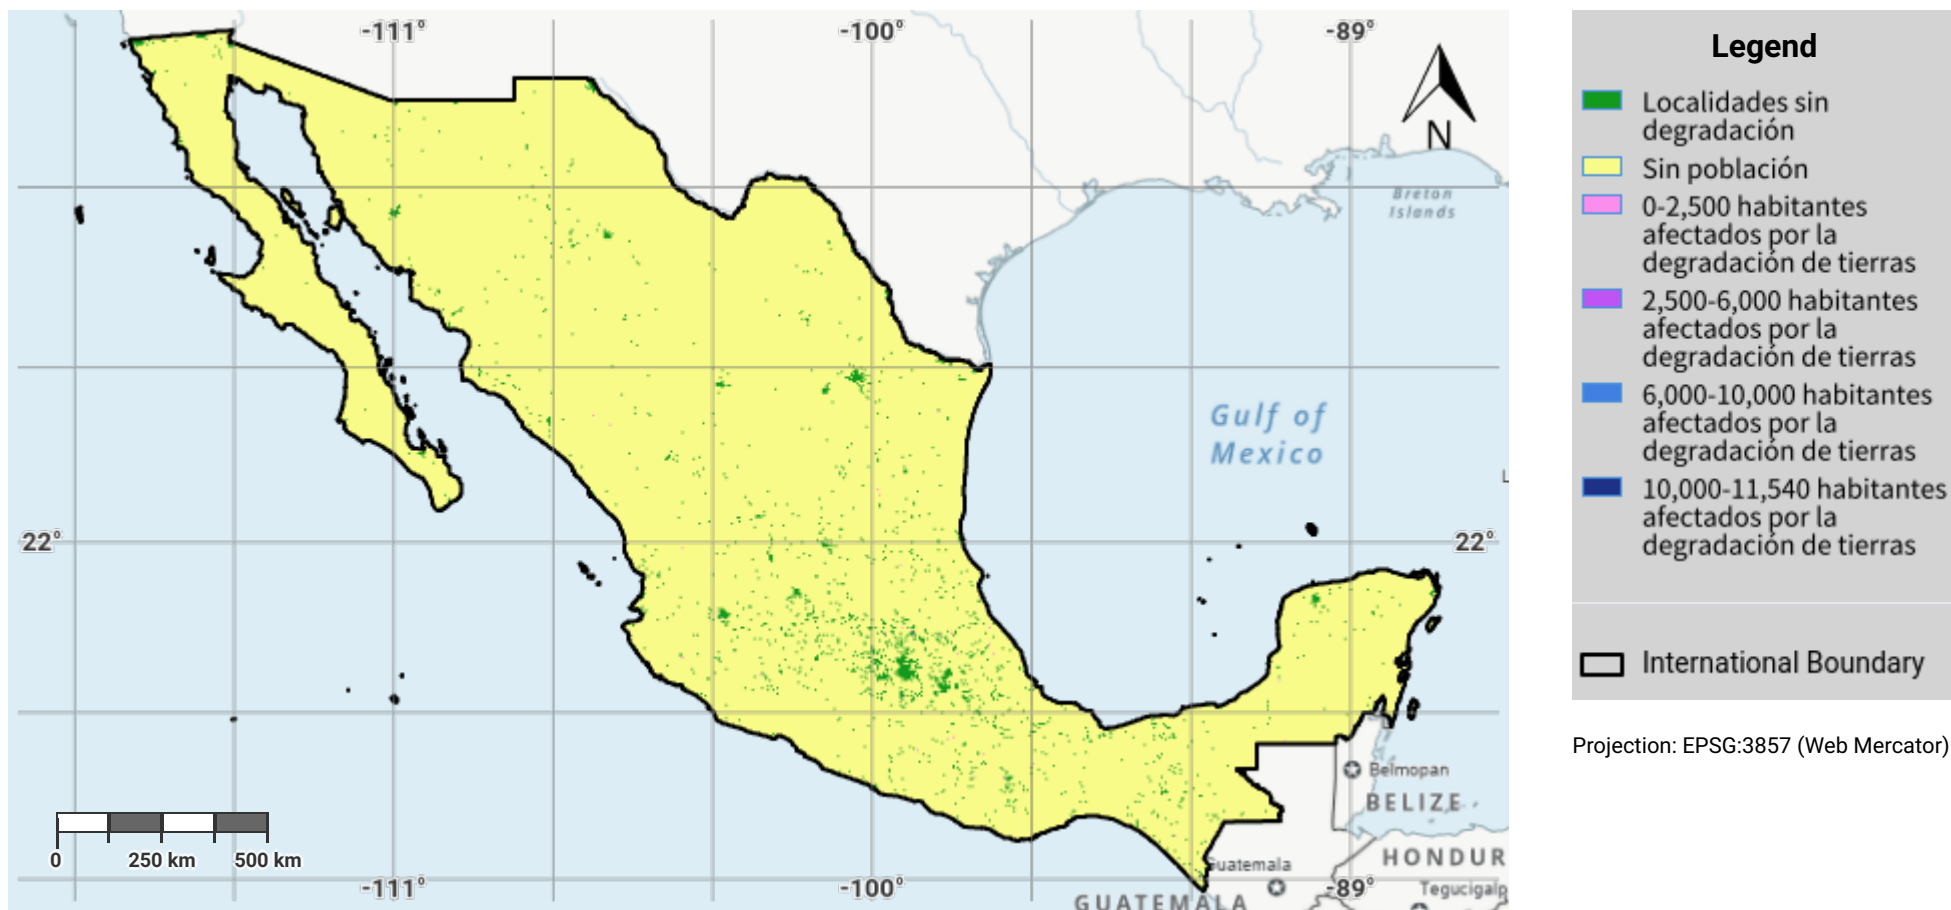 -111°
-100°
-89°
N
Breton
Islands
Gulf of
Mexico
L
22°
22°
Belmopan
BELIZE
Guatemala
HONDUR
-111°
-100°
-89°
Tegucigalp
GUATEMALA
0
250 km
500 km
Legend
Localidades sin
degradación
Sin población
0-2,500 habitantes
afectados por la
degradación de tierras
2,500-6,000 habitantes
afectados por la
degradación de tierras
6,000-10,000 habitantes
afectados por la
degradación de tierras
10,000-11,540 habitantes
afectados por la
degradación de tierras
International Boundary
Projection: EPSG:3857 (Web Mercator)